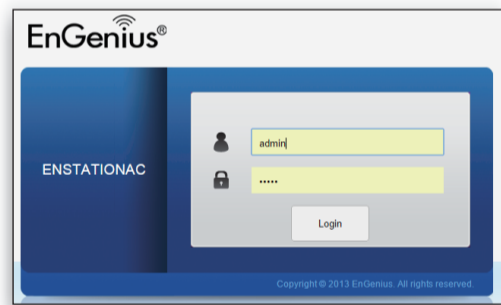 EnGenius®
ENSTATIONAC
admin
•••••
Login
Copyright © 2013 EnGenius. All rights reserved.